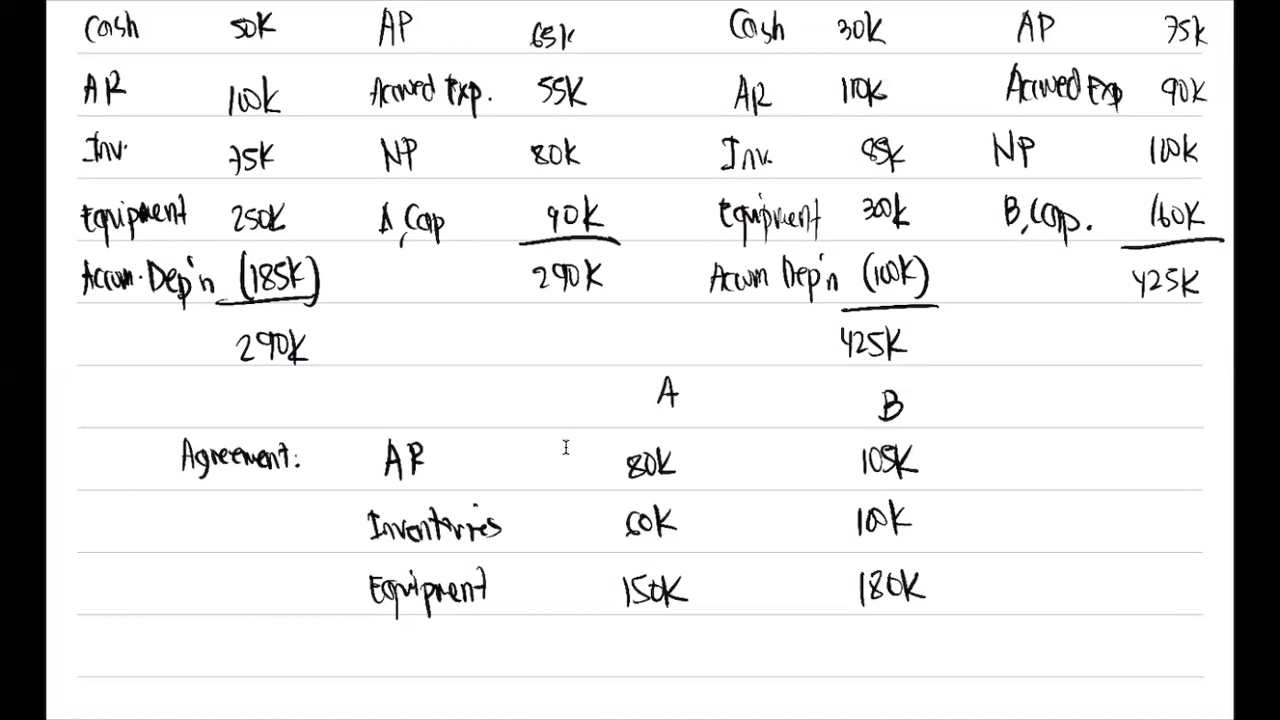 Cash 50K AP 65K Cash 30K AP 75K
AR 100K Accrued Exp. 55K AR 110K Accrued Exp 90K
Inv. 75K NP 80K Inv. 85K NP 100K
Equipment 250K A, Cap 90K Equipment 300K B, Cap. 160K
Accum. Dep'n (185K) 290K Accum Dep'n (100K) 425K
290K 425K
A B
Agreement: AR 80K 105K
Inventories 60K 100K
Equipment 150K 180K